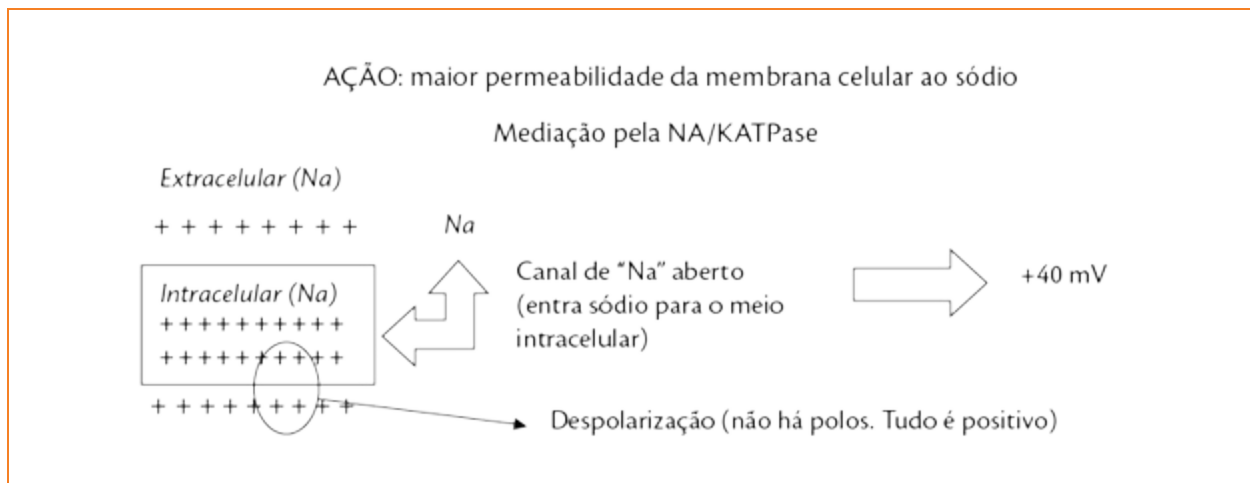 AÇÃO: maior permeabilidade da membrana celular ao sódio
Mediação pela NA/KATPase
Extracelular (Na)
+ + + + + + + +
Na
Canal de “Na” aberto
(entra sódio para o meio
intracelular)
+40 mV
Intracelular (Na)
++++++++++
++++++++++
+ + + + + + + + +
Despolarização (não há polos. Tudo é positivo)